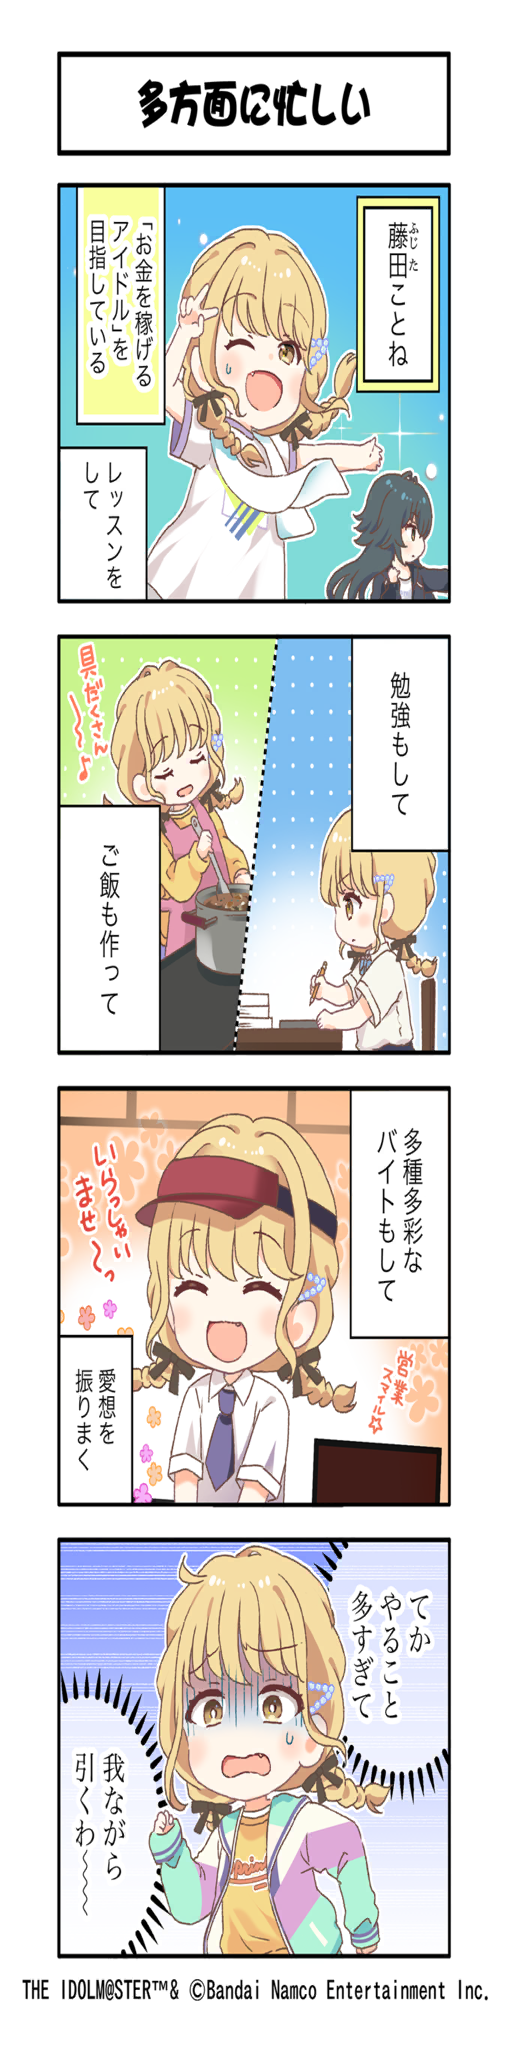 多方面に忙しい
藤田ことね
ふじた
「お金を稼げる
アイドル」を
目指している
レッスンを
して
勉強もして
具だくさん
〜〜♪
ご飯も作って
多種多彩な
バイトもして
いらっしゃい
ませ〜っ
営業
スマイル☆
愛想を
振りまく
てか
やること
多すぎて
我ながら
引くわ〜〜〜
THE IDOLM@STER™& ©Bandai Namco Entertainment Inc.